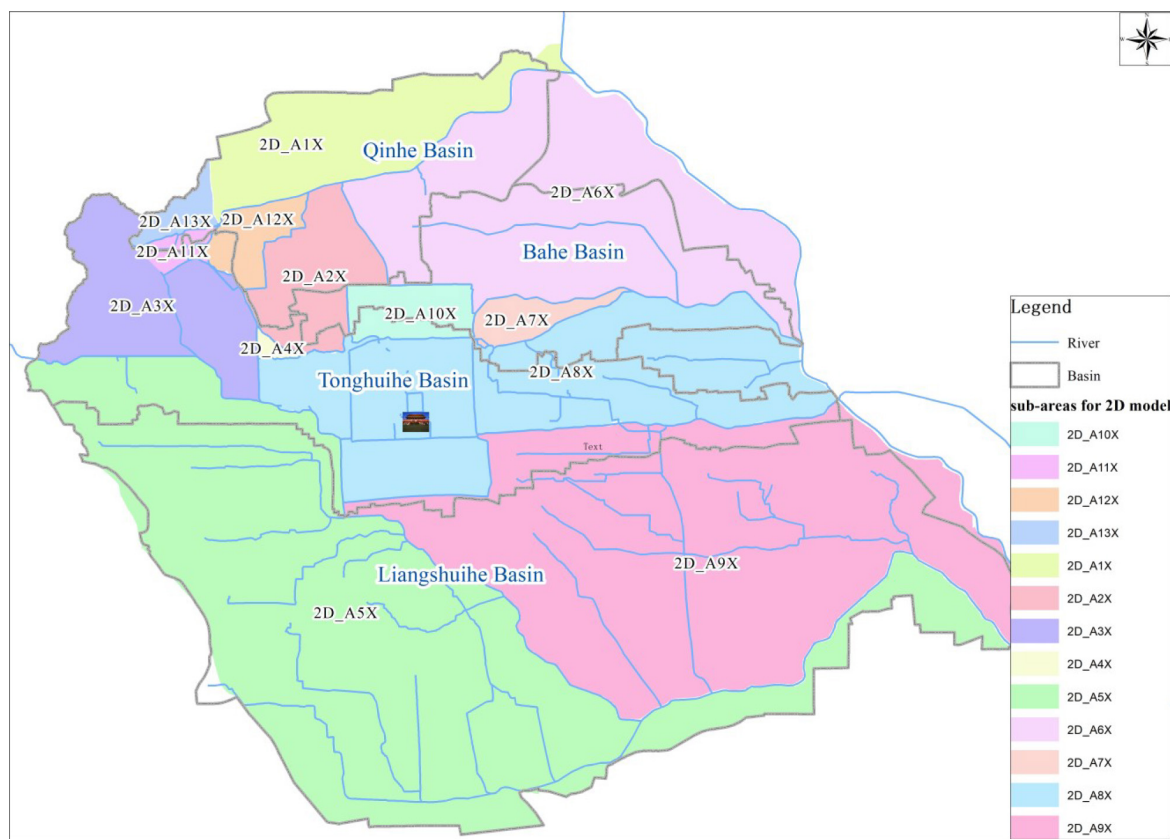 2D_A1X
Qinhe Basin
2D_A6X
2D_A13X
2D_A12X
2D_A11X
Bahe Basin
2D_A2X
2D_A3X
2D_A10X
2D_A7X
2D_A4X
2D_A8X
Tonghuihe Basin
Text
2D_A9X
Liangshuihe Basin
2D_A5X
N
W
E
S
Legend
River
Basin
sub-areas for 2D model
2D_A10X
2D_A11X
2D_A12X
2D_A13X
2D_A1X
2D_A2X
2D_A3X
2D_A4X
2D_A5X
2D_A6X
2D_A7X
2D_A8X
2D_A9X